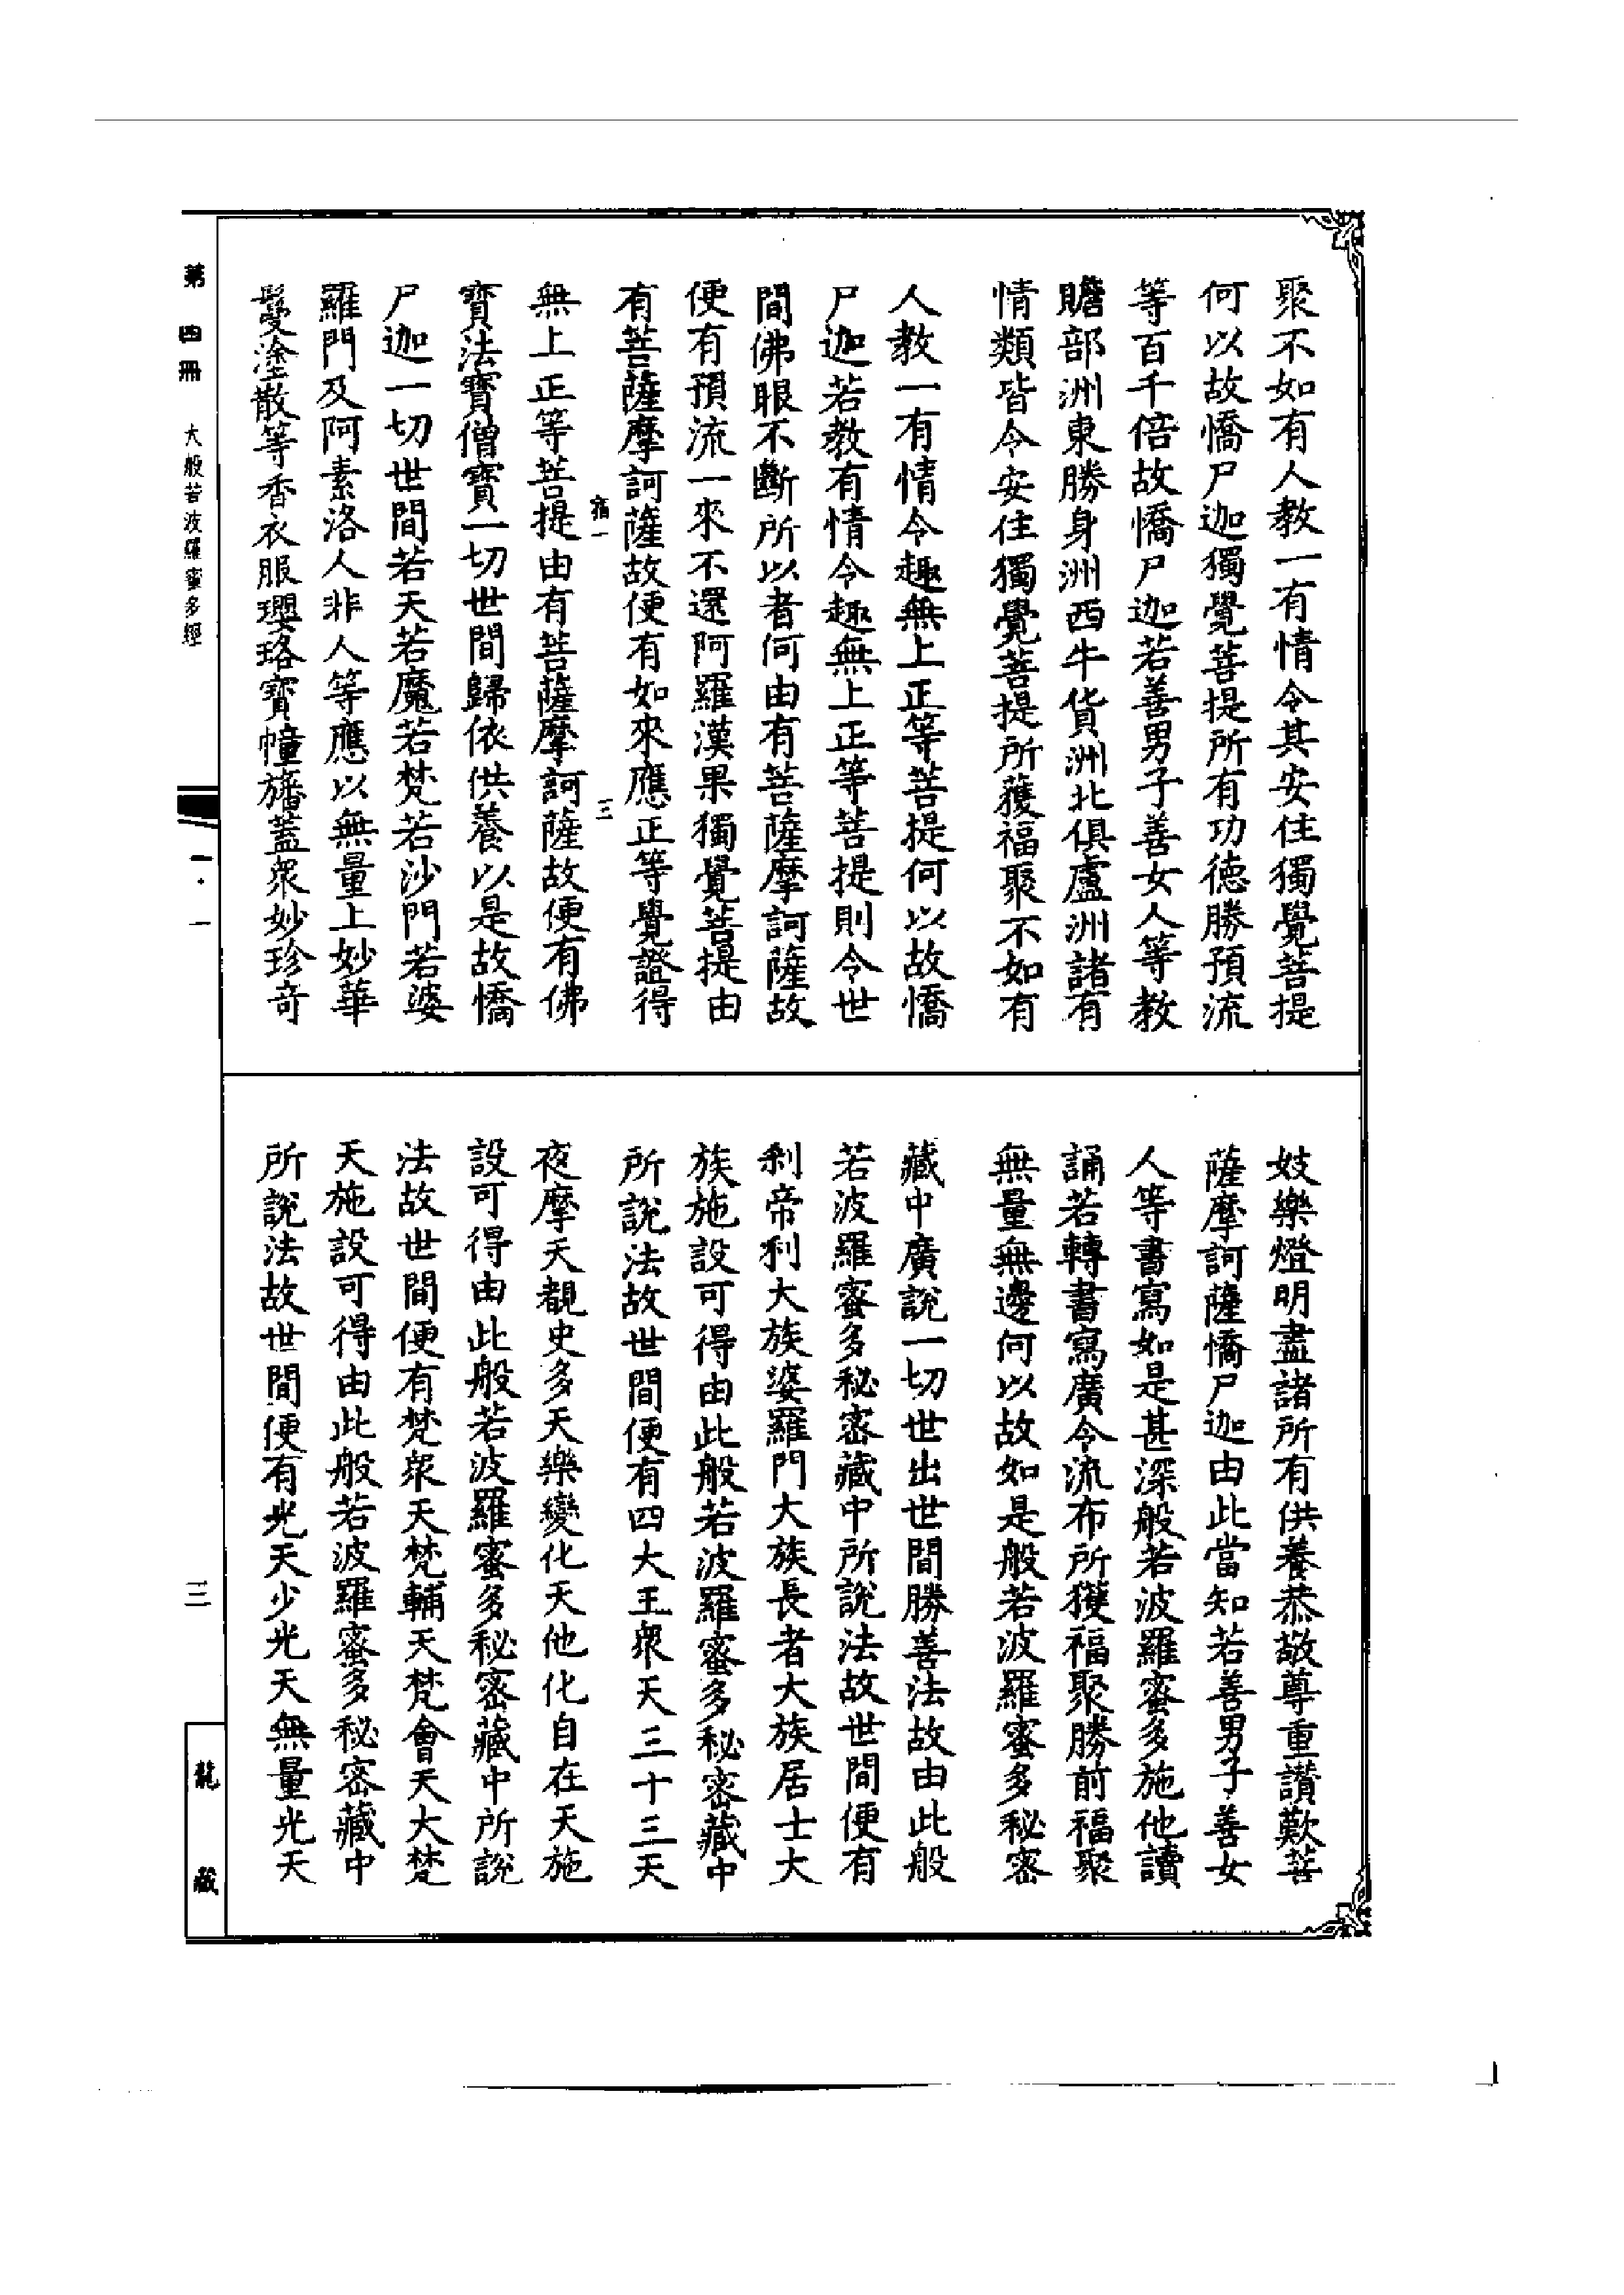 聚不如有人教一有情令其安住獨覺菩提
何以故憍尸迦獨覺菩提所有功德勝預流
等百千倍故憍尸迦若善男子善女人等教
贍部洲東勝身洲西牛貨洲北俱盧洲諸有
情類皆令安住獨覺菩提所獲福聚不如有
人教一有情令趣無上正等菩提何以故憍
尸迦若教有情令趣無上正等菩提則令世
間佛眼不斷所以者何由有菩薩摩訶薩故
便有預流一來不還阿羅漢果獨覺菩提由
有菩薩摩訶薩故便有如來應正等覺證得
三
無上正等菩提由有菩薩摩訶薩故便有佛
寶法寶僧寶一切世間歸依供養以是故憍
尸迦一切世間若天若魔若梵若沙門若婆
羅門及阿素洛人非人等應以無量上妙華
鬘塗散等香衣服瓔珞寶幢旛蓋眾妙珍奇
妓樂燈明盡諸所有供養恭敬尊重讚歎菩
薩摩訶薩憍尸迦由此當知若善男子善女
人等書寫如是甚深般若波羅蜜多施他讀
誦若轉書寫廣令流布所獲福聚勝前福聚
無量無邊何以故如是般若波羅蜜多秘密
藏中廣說一切世出世間勝善法故由此般
若波羅蜜多秘密藏中所說法故世間便有
剎帝利大族婆羅門大族長者大族居士大
族施設可得由此般若波羅蜜多秘密藏中
所說法故世間便有四大王眾天三十三天
夜摩天覩史多天樂變化天他化自在天施
設可得由此般若波羅蜜多秘密藏中所說
法故世間便有梵眾天梵輔天梵會天大梵
天施設可得由此般若波羅蜜多秘密藏中
所說法故世間便有光天少光天無量光天
第四冊 大般若波羅蜜多經
一·一
三
龍藏